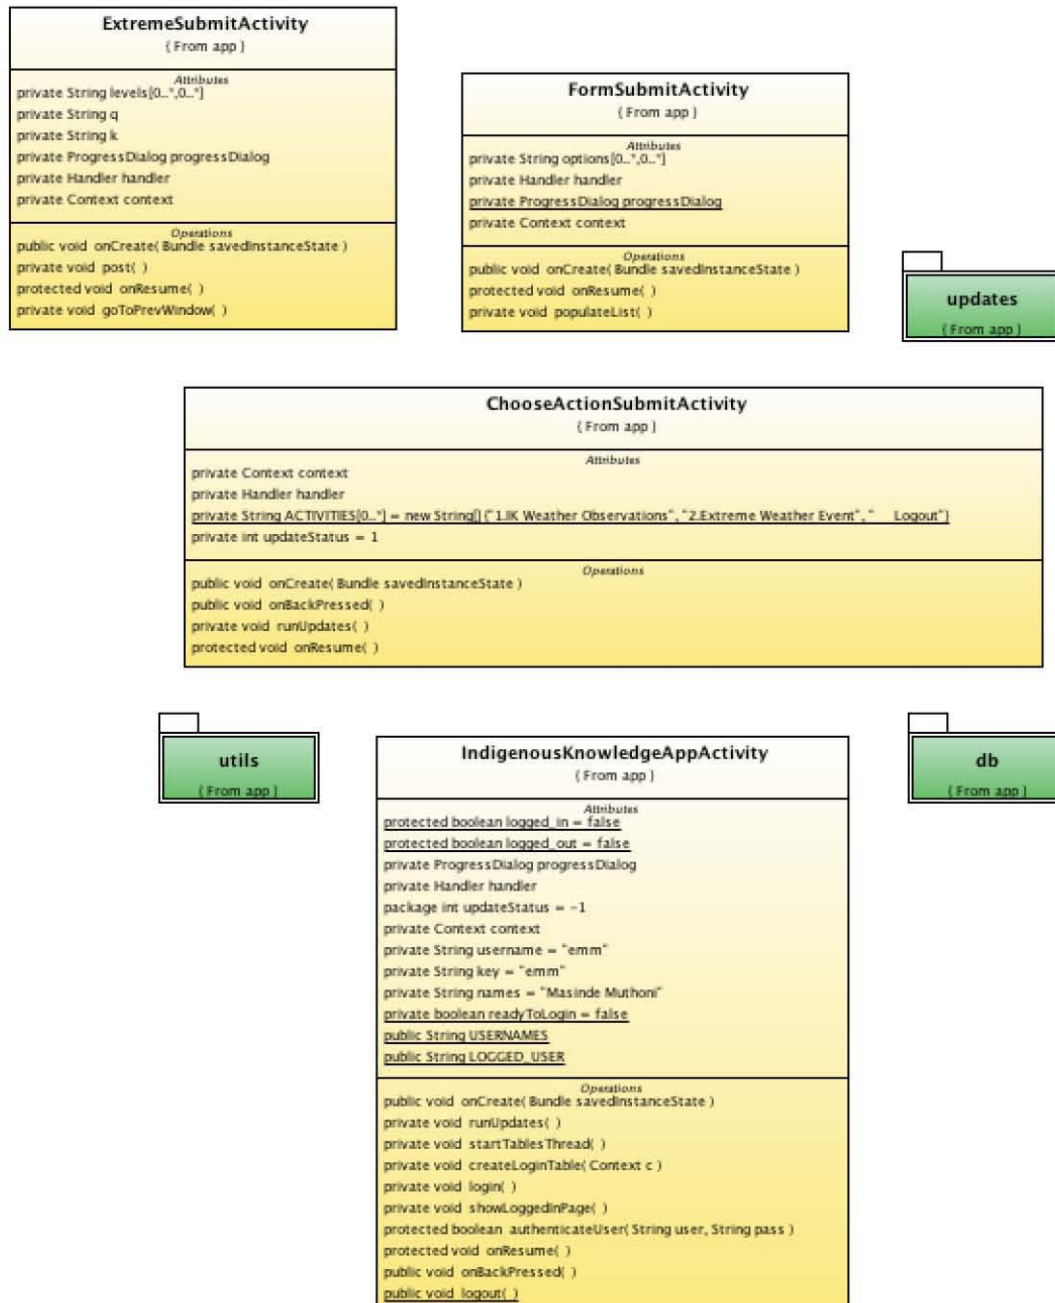 ExtremeSubmitActivity
{ From app }
Attributes
private String levels[0..*,0..*]
private String q
private String k
private ProgressDialog progressDialog
private Handler handler
private Context context
Operations
public void onCreate( Bundle savedInstanceState )
private void post( )
protected void onResume( )
private void goToPrevWindow( )
FormSubmitActivity
{ From app }
Attributes
private String options[0..*,0..*]
private Handler handler
private ProgressDialog progressDialog
private Context context
Operations
public void onCreate( Bundle savedInstanceState )
protected void onResume( )
private void populateList( )
updates
{ From app }
ChooseActionSubmitActivity
{ From app }
Attributes
private Context context
private Handler handler
private String ACTIVITIES[0..*] = new String[]{"1.IK Weather Observations", "2.Extreme Weather Event", "    Logout"}
private int updateStatus = 1
Operations
public void onCreate( Bundle savedInstanceState )
public void onBackPressed( )
private void runUpdates( )
protected void onResume( )
utils
{ From app }
db
{ From app }
IndigenousKnowledgeAppActivity
{ From app }
Attributes
protected boolean logged_in = false
protected boolean logged_out = false
private ProgressDialog progressDialog
private Handler handler
package int updateStatus = -1
private Context context
private String username = "emm"
private String key = "emm"
private String names = "Masinde Muthoni"
private boolean readyToLogin = false
public String USERNAMES
public String LOGGED_USER
Operations
public void onCreate( Bundle savedInstanceState )
private void runUpdates( )
private void startTablesThread( )
private void createLoginTable( Context c )
private void login( )
private void showLoggedInPage( )
protected boolean authenticateUser( String user, String pass )
protected void onResume( )
public void onBackPressed( )
public void logout( )